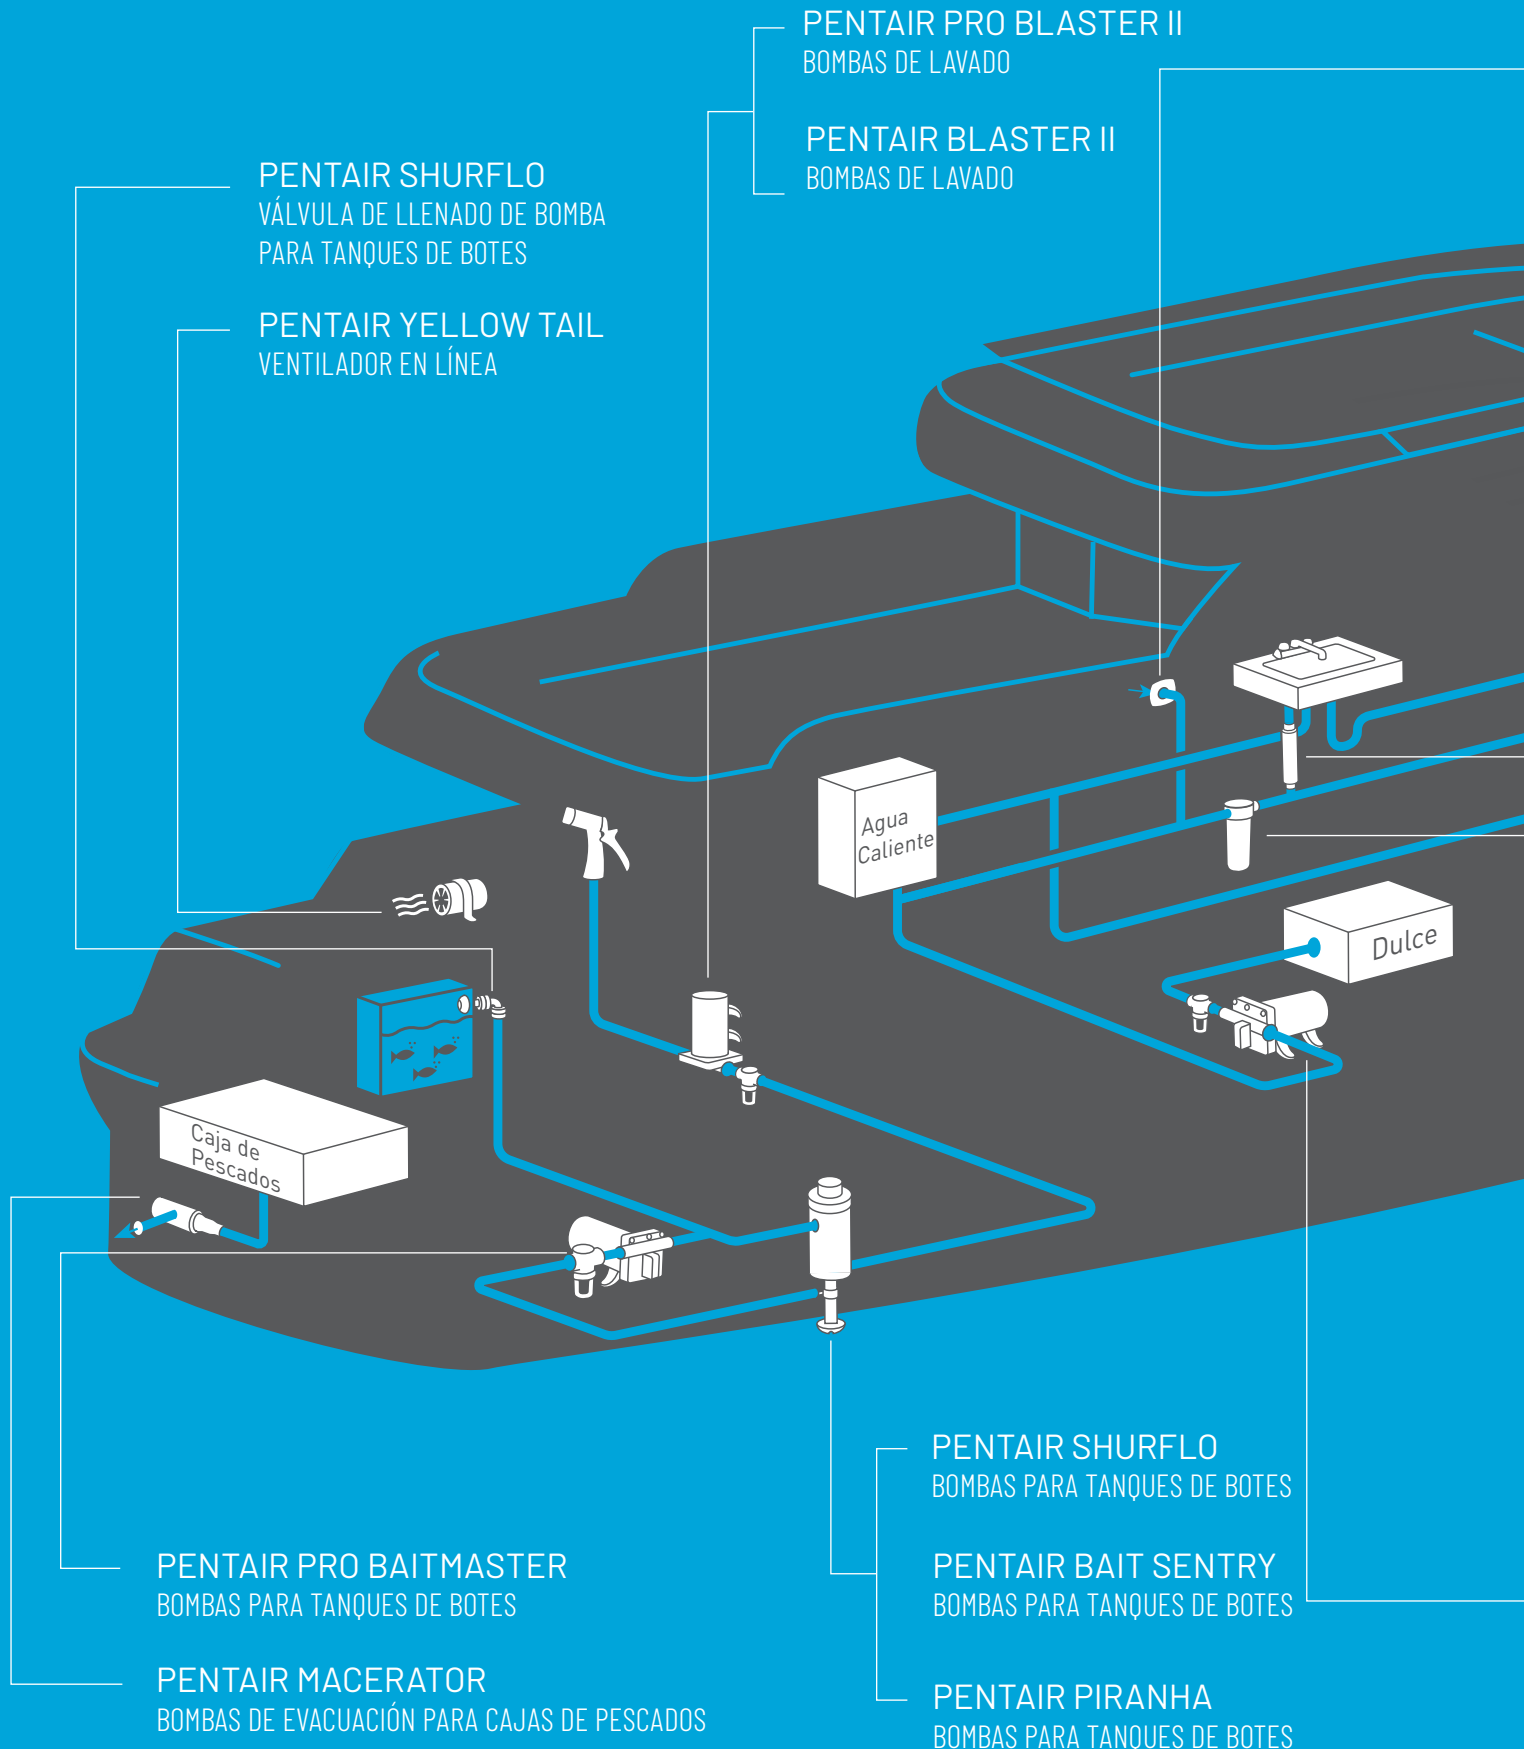 PENTAIR PRO BLASTER II
BOMBAS DE LAVADO
PENTAIR BLASTER II
BOMBAS DE LAVADO
PENTAIR SHURFLO
VÁLVULA DE LLENADO DE BOMBA
PARA TANQUES DE BOTES
PENTAIR YELLOW TAIL
VENTILADOR EN LÍNEA
Agua
Caliente
Dulce
Caja de
Pescados
PENTAIR SHURFLO
BOMBAS PARA TANQUES DE BOTES
PENTAIR PRO BAITMASTER
BOMBAS PARA TANQUES DE BOTES
PENTAIR BAIT SENTRY
BOMBAS PARA TANQUES DE BOTES
PENTAIR MACERATOR
BOMBAS DE EVACUACIÓN PARA CAJAS DE PESCADOS
PENTAIR PIRANHA
BOMBAS PARA TANQUES DE BOTES